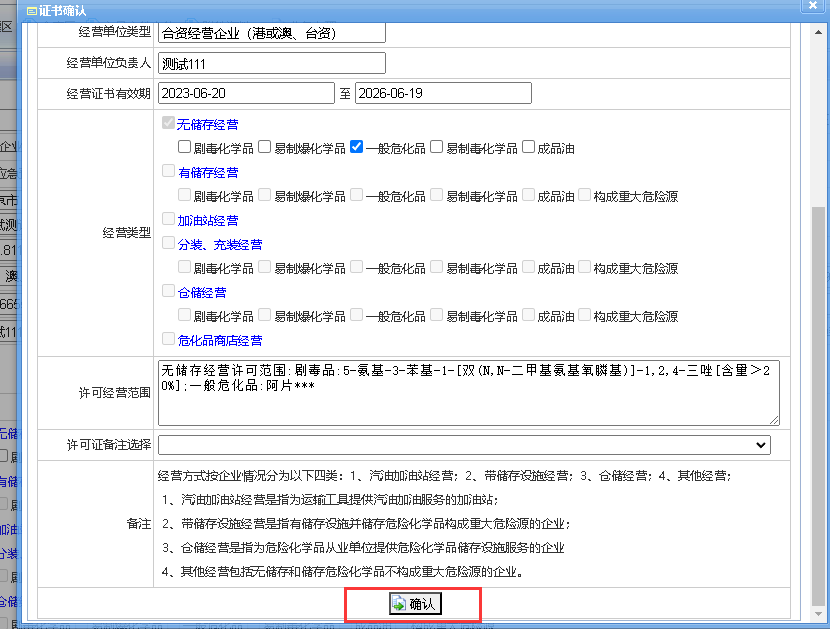 证书确认
经营单位类型 合资经营企业（港或澳、台资）
经营单位负责人 测试111
经营证书有效期 2023-06-20 至 2026-06-19
经营类型
无储存经营
剧毒化学品 易制爆化学品 一般危化品 易制毒化学品 成品油
有储存经营
剧毒化学品 易制爆化学品 一般危化品 易制毒化学品 成品油 构成重大危险源
加油站经营
分装、充装经营
剧毒化学品 易制爆化学品 一般危化品 易制毒化学品 成品油 构成重大危险源
仓储经营
剧毒化学品 易制爆化学品 一般危化品 易制毒化学品 成品油 构成重大危险源
危化品商店经营
许可经营范围
无储存经营许可范围:剧毒品:5-氨基-3-苯基-1-[双(N,N-二甲基氨基氧膦基)]-1,2,4-三唑[含量＞2
0%];一般危化品:阿片***
许可证备注选择
备注
经营方式按企业情况分为以下四类：1、汽油加油站经营；2、带储存设施经营；3、仓储经营；4、其他经营；
1、汽油加油站经营是指为运输工具提供汽油加油服务的加油站；
2、带储存设施经营是指有储存设施并储存危险化学品构成重大危险源的企业；
3、仓储经营是指为危险化学品从业单位提供危险化学品储存设施服务的企业
4、其他经营包括无储存和储存危险化学品不构成重大危险源的企业。
确认